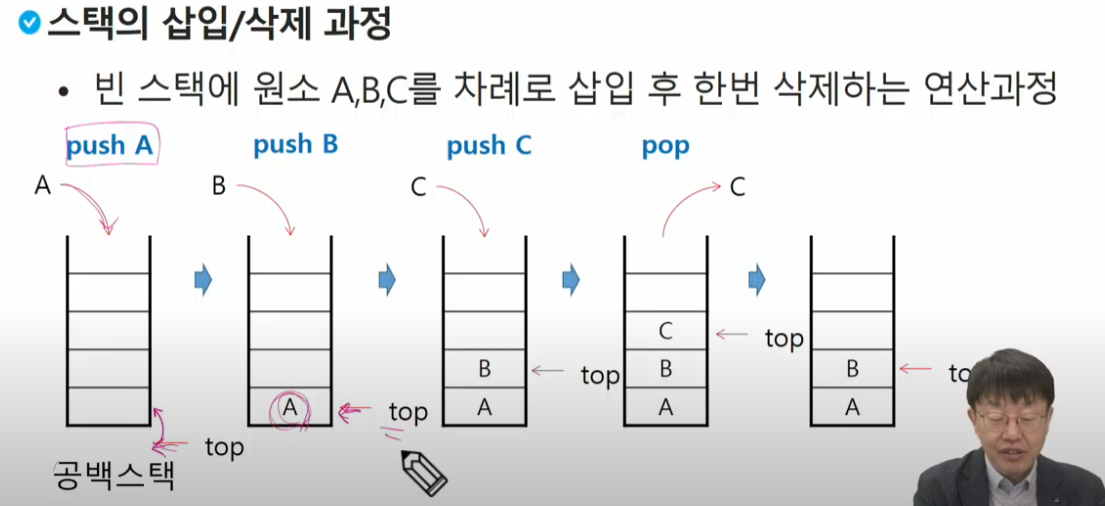 스택의 삽입/삭제 과정
• 빈 스택에 원소 A,B,C를 차례로 삽입 후 한번 삭제하는 연산과정
push A push B push C pop
A B C C
C
B B B
A A A A
top top top top
공백스택